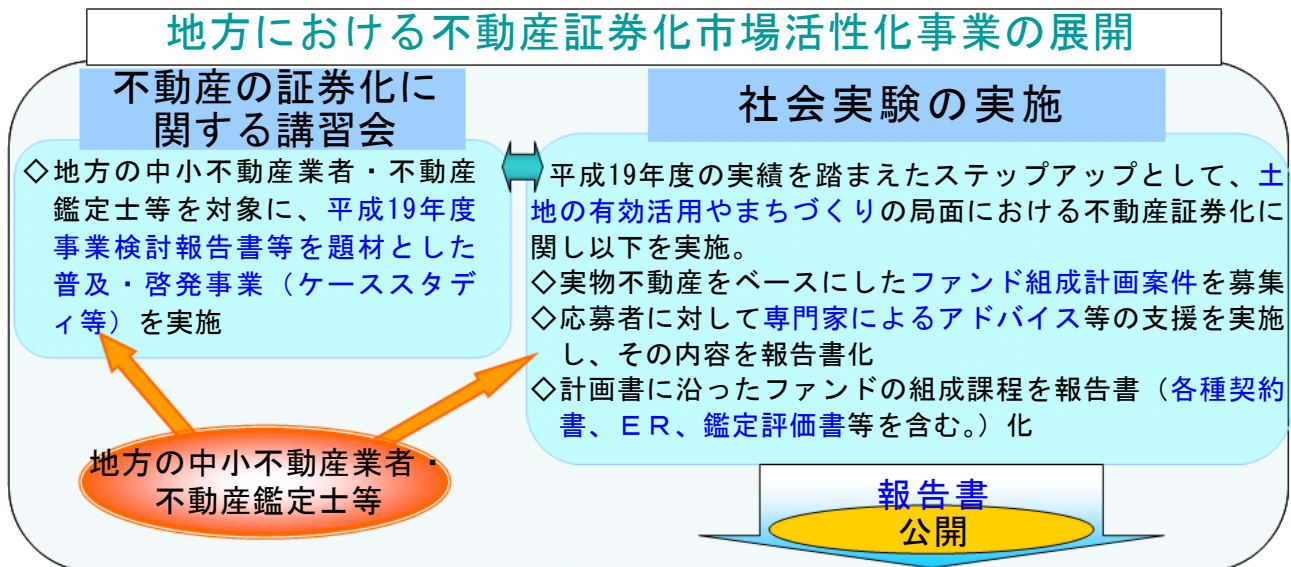 地方における不動産証券化市場活性化事業の展開
不動産の証券化に
関する講習会
◇地方の中小不動産業者・不動産
鑑定士等を対象に、平成19年度
事業検討報告書等を題材とした
普及・啓発事業（ケーススタデ
ィ等）を実施
社会実験の実施
平成19年度の実績を踏まえたステップアップとして、土
地の有効活用やまちづくりの局面における不動産証券化に
関し以下を実施。
◇実物不動産をベースにしたファンド組成計画案件を募集
◇応募者に対して専門家によるアドバイス等の支援を実施
し、その内容を報告書化
◇計画書に沿ったファンドの組成課程を報告書（各種契約
書、ＥＲ、鑑定評価書等を含む。）化
地方の中小不動産業者・
不動産鑑定士等
報告書
公開